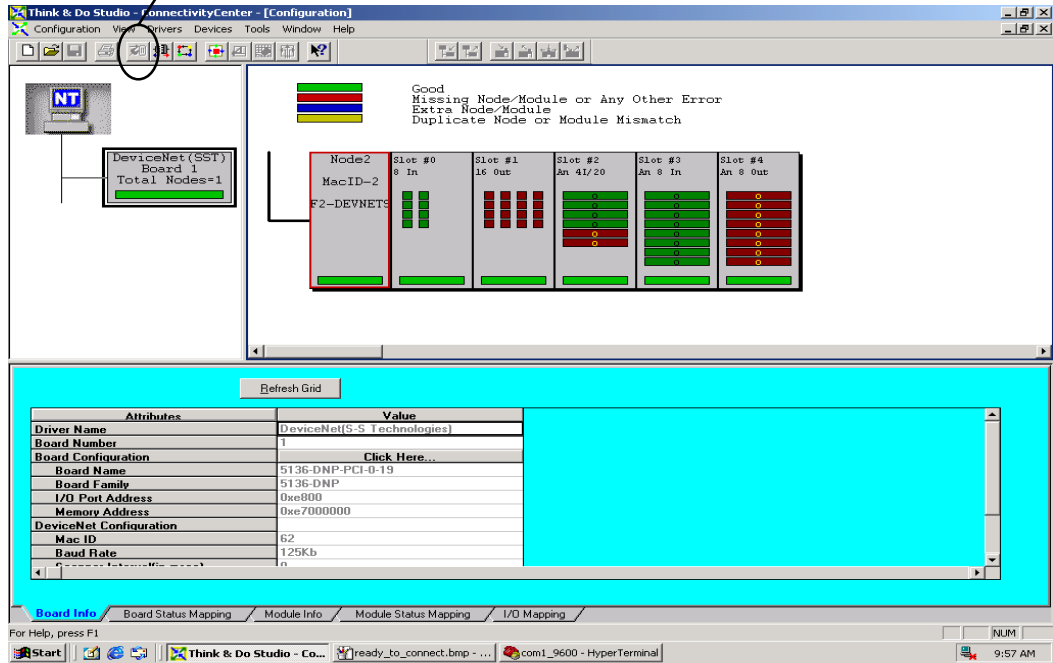 Think & Do Studio - ConnectivityCenter - [Configuration]
Configuration View Drivers Devices Tools Window Help
NT
DeviceNet(SST)
Board 1
Total Nodes=1
Good
Missing Node/Module or Any Other Error
Extra Node/Module
Duplicate Node or Module Mismatch
Node2
MacID-2
F2-DEVNETS
Slot #0
8 In
Slot #1
16 Out
Slot #2
An 4I/2O
Slot #3
An 8 In
Slot #4
An 8 Out
Refresh Grid
Attributes Value
Driver Name DeviceNet(S-S Technologies)
Board Number 1
Board Configuration Click Here...
Board Name 5136-DNP-PCI-0-19
Board Family 5136-DNP
I/O Port Address 0xe800
Memory Address 0xe7000000
DeviceNet Configuration
Mac ID 62
Baud Rate 125Kb
Board Info Board Status Mapping Module Info Module Status Mapping I/O Mapping
For Help, press F1 NUM
Start Think & Do Studio - Co... ready_to_connect.bmp - ... com1_9600 - HyperTerminal 9:57 AM